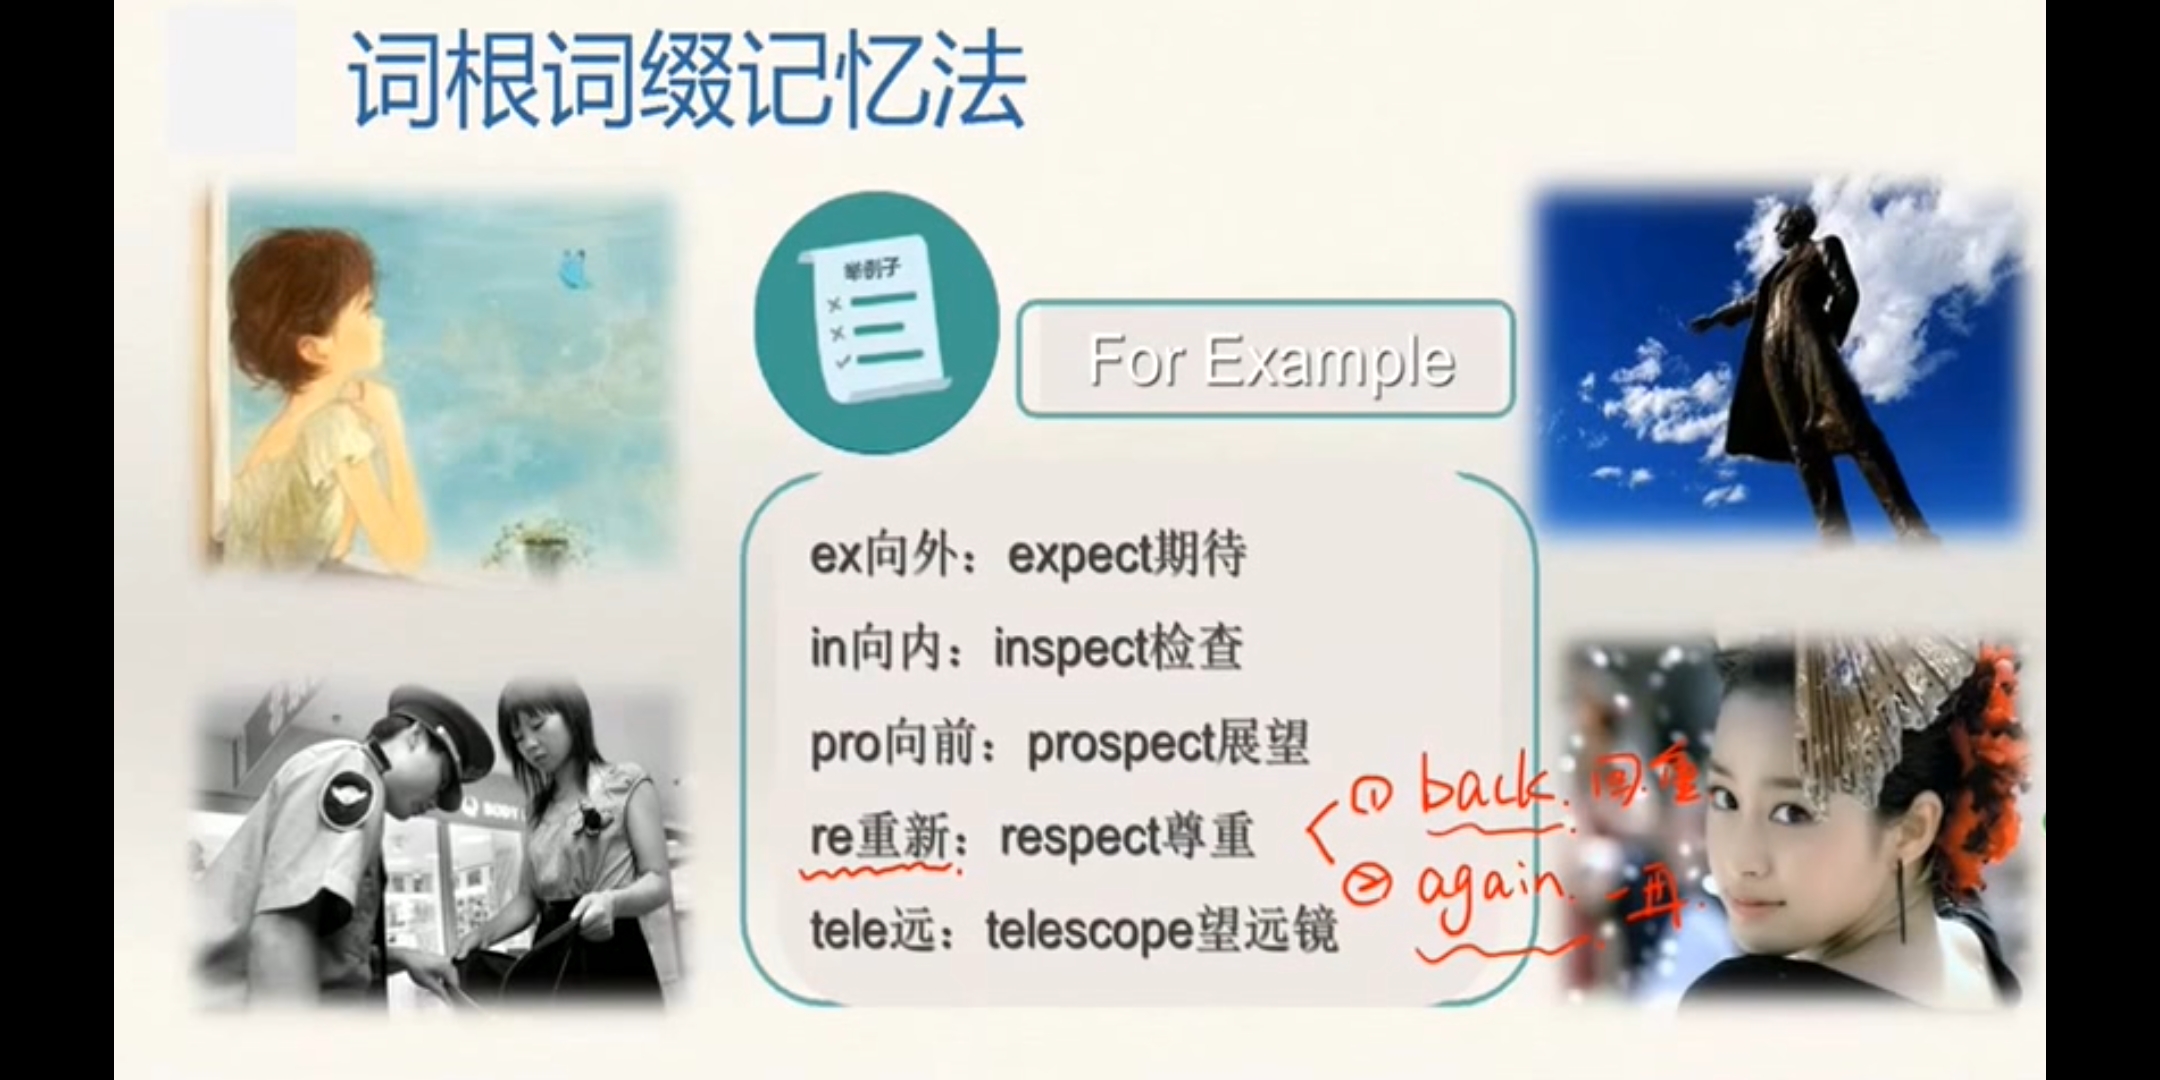 词根词缀记忆法
举例子
For Example
ex向外：expect期待
in向内：inspect检查
pro向前：prospect展望
① back. 回.重
re重新：respect尊重
② again. 一再.
tele远：telescope望远镜
BODY